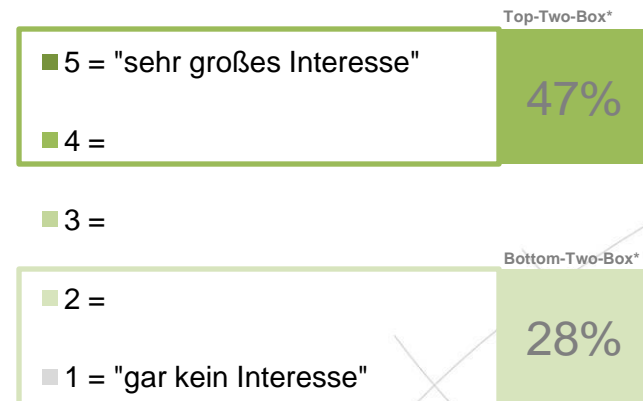 Top-Two-Box*
5 = "sehr großes Interesse"
47%
4 =
3 =
Bottom-Two-Box*
2 =
28%
1 = "gar kein Interesse"